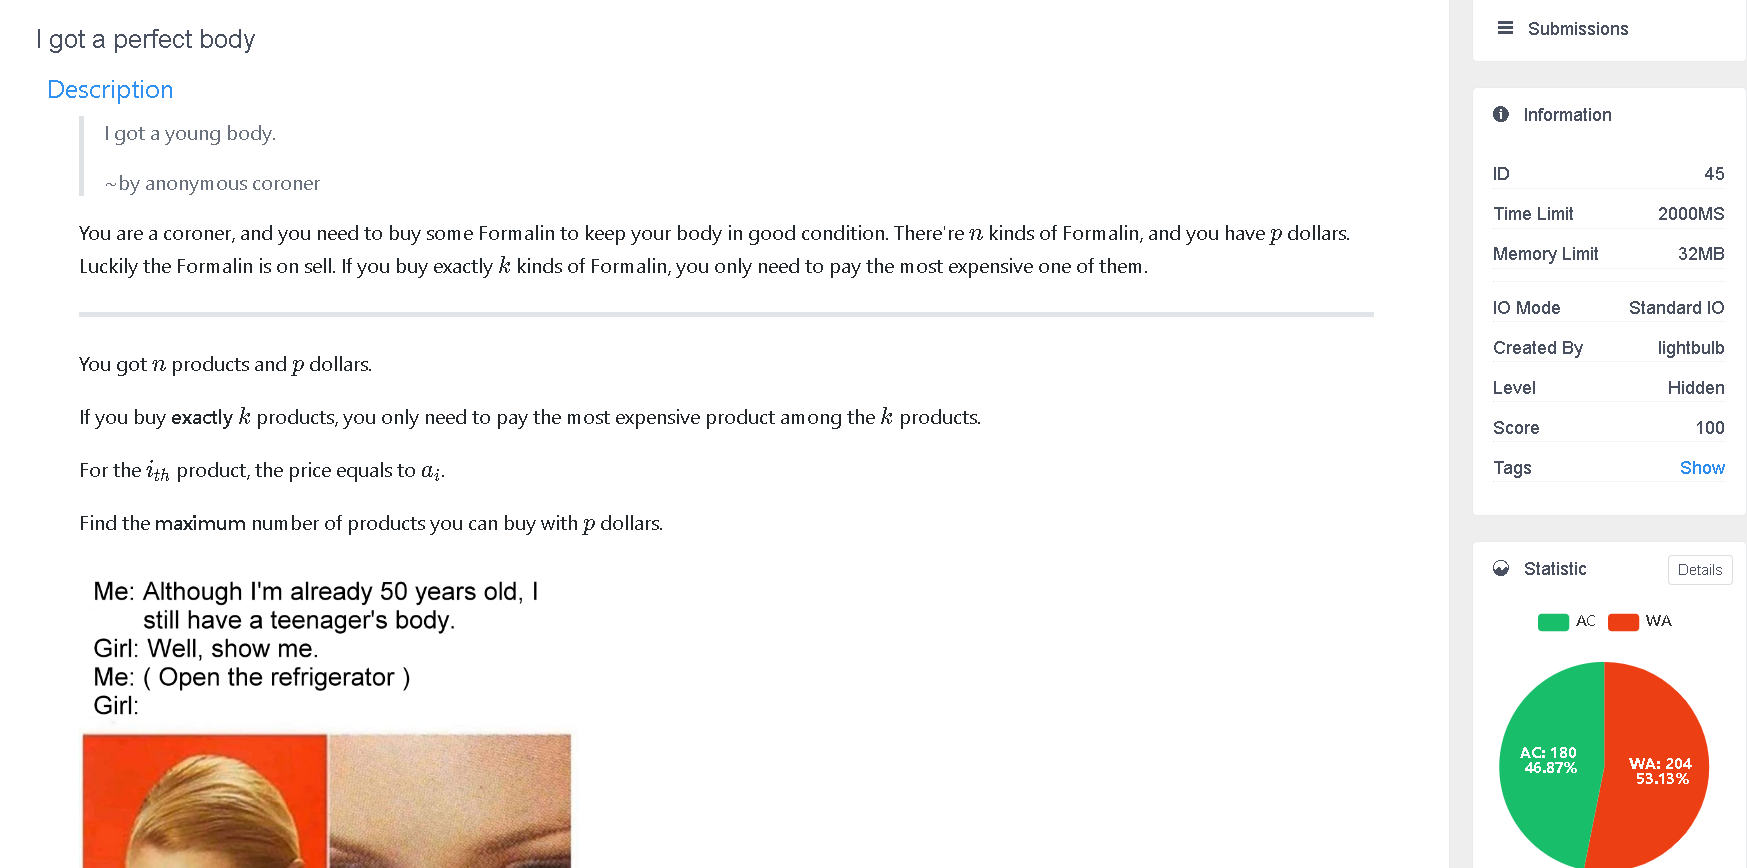 I got a perfect body
Description
I got a young body.
~by anonymous coroner
You are a coroner, and you need to buy some Formalin to keep your body in good condition. There're n kinds of Formalin, and you have p dollars.
Luckily the Formalin is on sell. If you buy exactly k kinds of Formalin, you only need to pay the most expensive one of them.
You got n products and p dollars.
If you buy exactly k products, you only need to pay the most expensive product among the k products.
For the i_th product, the price equals to a_i.
Find the maximum number of products you can buy with p dollars.
Me: Although I'm already 50 years old, I
still have a teenager's body.
Girl: Well, show me.
Me: ( Open the refrigerator )
Girl:
Submissions
Information
ID 45
Time Limit 2000MS
Memory Limit 32MB
IO Mode Standard IO
Created By lightbulb
Level Hidden
Score 100
Tags Show
Statistic Details
AC WA
AC: 180
46.87%
WA: 204
53.13%